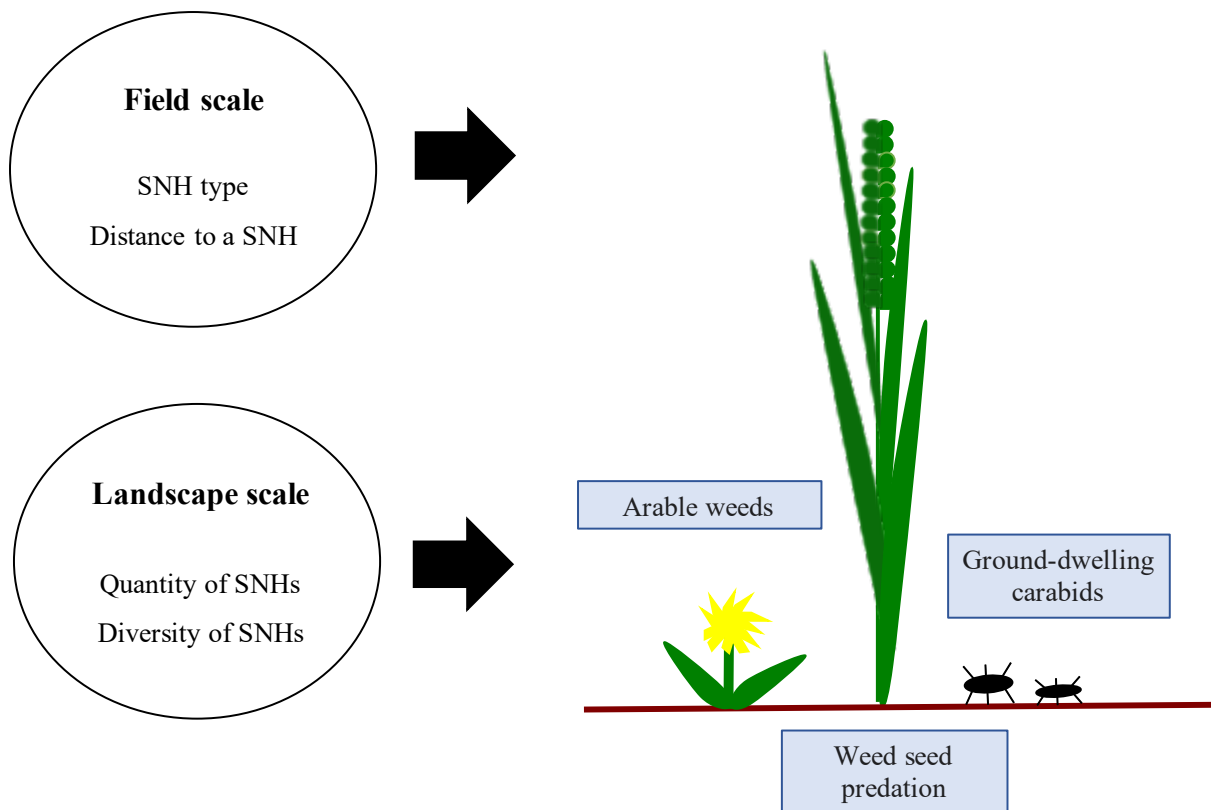 Field scale
SNH type
Distance to a SNH
Landscape scale
Quantity of SNHs
Diversity of SNHs
Arable weeds
Ground-dwelling
carabids
Weed seed
predation